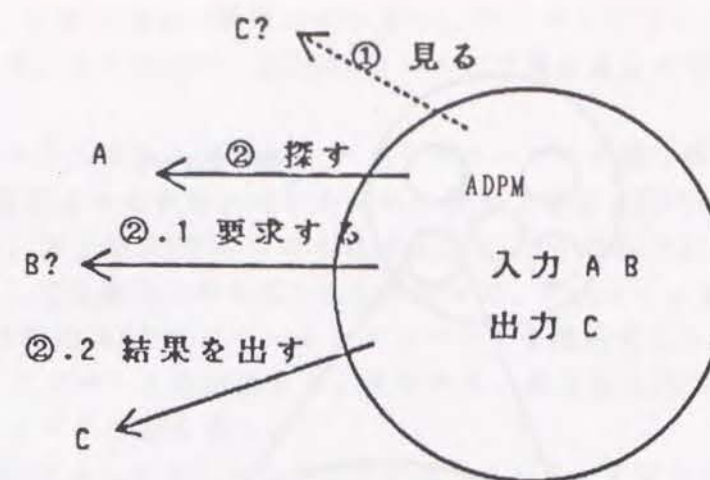 C?
① 見る
A
② 探す
ADPM
②.1 要求する
B?
入力 A B
出力 C
②.2 結果を出す
C